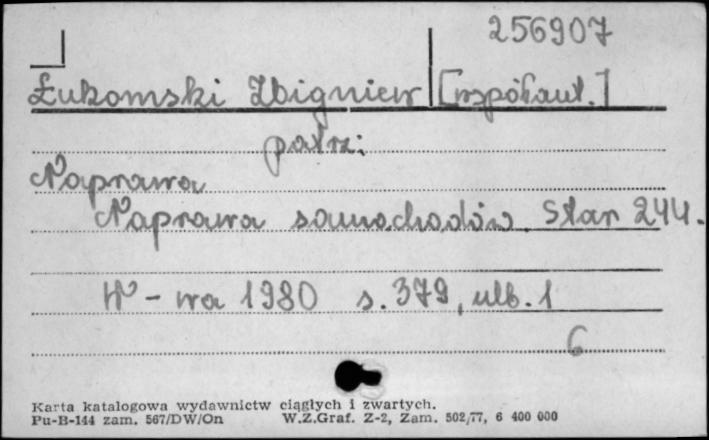 256907
Łukomski Zbigniew [współaut.]
patrz:
Naprawa
Naprawa samochodów Star 244.
W-wa 1980 s. 379, ulb. 1
6
Karta katalogowa wydawnictw ciągłych i zwartych.
Pu-B-144 zam. 567/DW/On W.Z.Graf. Z-2, Zam. 502/77, 6 400 000